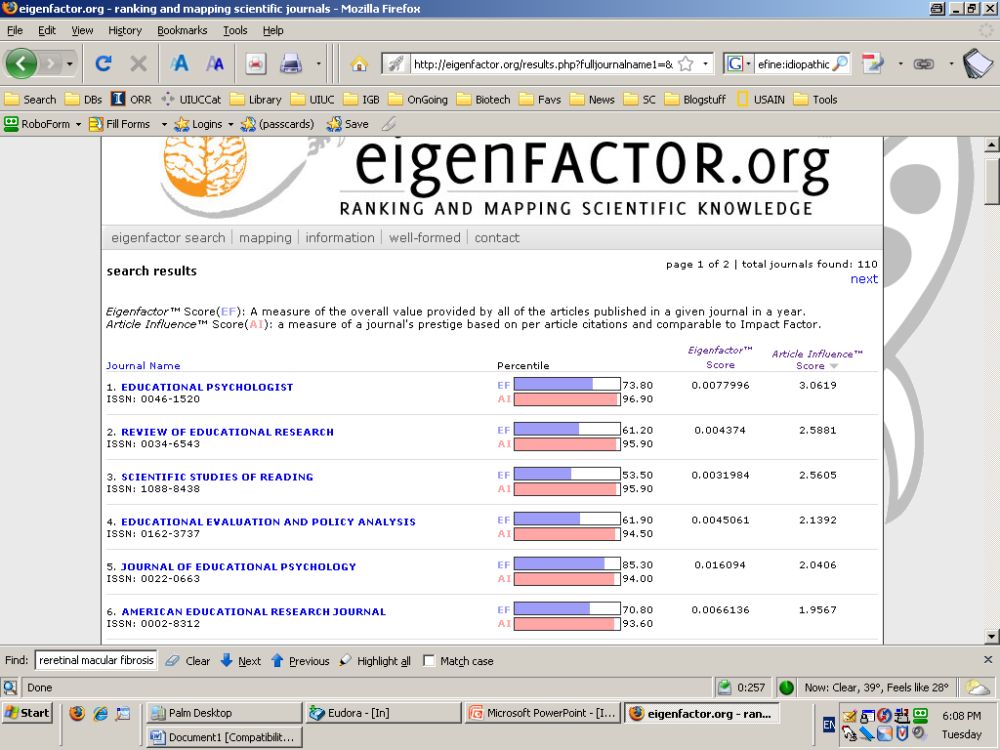 eigenfactor.org - ranking and mapping scientific journals - Mozilla Firefox
File Edit View History Bookmarks Tools Help
http://eigenfactor.org/results.php?fulljournalname1=& efine:idiopathic
Search DBs ORR UIUCCat Library UIUC IGB OnGoing Biotech Favs News SC Blogstuff USAIN Tools
RoboForm Fill Forms Logins (passcards) Save
eigenFACTOR.org
RANKING AND MAPPING SCIENTIFIC KNOWLEDGE
eigenfactor search | mapping | information | well-formed | contact
search results
page 1 of 2 | total journals found: 110
next
Eigenfactor™ Score(EF): A measure of the overall value provided by all of the articles published in a given journal in a year.
Article Influence™ Score(AI): a measure of a journal's prestige based on per article citations and comparable to Impact Factor.
Journal Name Percentile Eigenfactor™ Score Article Influence™ Score
1. EDUCATIONAL PSYCHOLOGIST EF 73.80 0.0077996 3.0619
ISSN: 0046-1520 AI 96.90
2. REVIEW OF EDUCATIONAL RESEARCH EF 61.20 0.004374 2.5881
ISSN: 0034-6543 AI 95.90
3. SCIENTIFIC STUDIES OF READING EF 53.50 0.0031984 2.5605
ISSN: 1088-8438 AI 95.90
4. EDUCATIONAL EVALUATION AND POLICY ANALYSIS EF 61.90 0.0045061 2.1392
ISSN: 0162-3737 AI 94.50
5. JOURNAL OF EDUCATIONAL PSYCHOLOGY EF 85.30 0.016094 2.0406
ISSN: 0022-0663 AI 94.00
6. AMERICAN EDUCATIONAL RESEARCH JOURNAL EF 70.80 0.0066136 1.9567
ISSN: 0002-8312 AI 93.60
Find: reretinal macular fibrosis Clear Next Previous Highlight all Match case
Done 0:257 Now: Clear, 39°, Feels like 28°
Start Palm Desktop Eudora - [In] Microsoft PowerPoint - [I... eigenfactor.org - ran... EN 6:08 PM
Document1 [Compatibilit... Tuesday